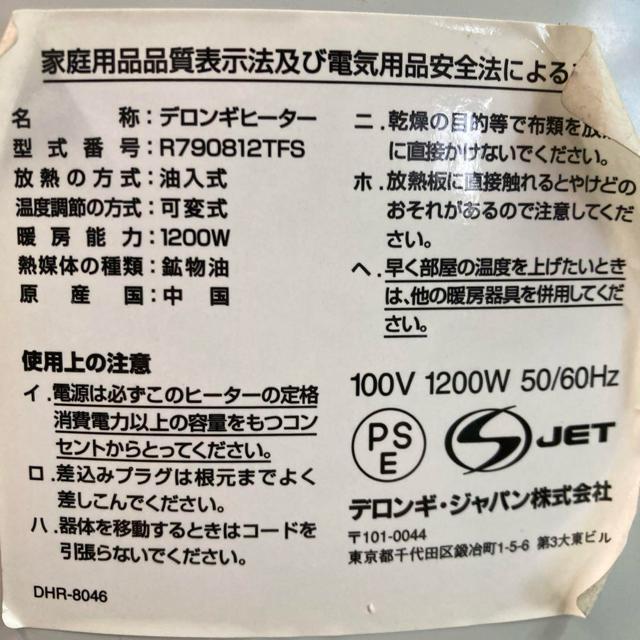 家庭用品品質表示法及び電気用品安全法による
名 称：デロンギヒーター
型式番号：R790812TFS
放熱の方式：油入式
温度調節の方式：可変式
暖房能力：1200W
熱媒体の種類：鉱物油
原産国：中国
使用上の注意
イ．電源は必ずこのヒーターの定格
消費電力以上の容量をもつコン
セントからとってください。
ロ．差込みプラグは根元までよく
差しこんでください。
ハ．器体を移動するときはコードを
引張らないでください。
DHR-8046
ニ．乾燥の目的等で布類を放
に直接かけないでください。
ホ．放熱板に直接触れるとやけどの
おそれがあるので注意してくだ
さい。
ヘ．早く部屋の温度を上げたいとき
は、他の暖房器具を併用してくだ
さい。
100V 1200W 50/60Hz
PS
E
JET
デロンギ・ジャパン株式会社
〒101-0044
東京都千代田区鍛冶町1-5-6 第3大東ビル